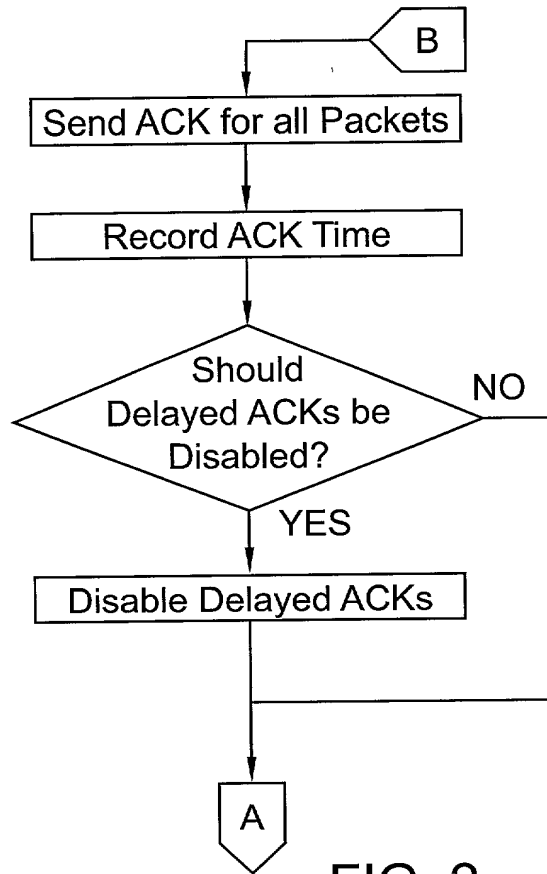 B
Send ACK for all Packets
Record ACK Time
Should
Delayed ACKs be
Disabled?
NO
YES
Disable Delayed ACKs
A